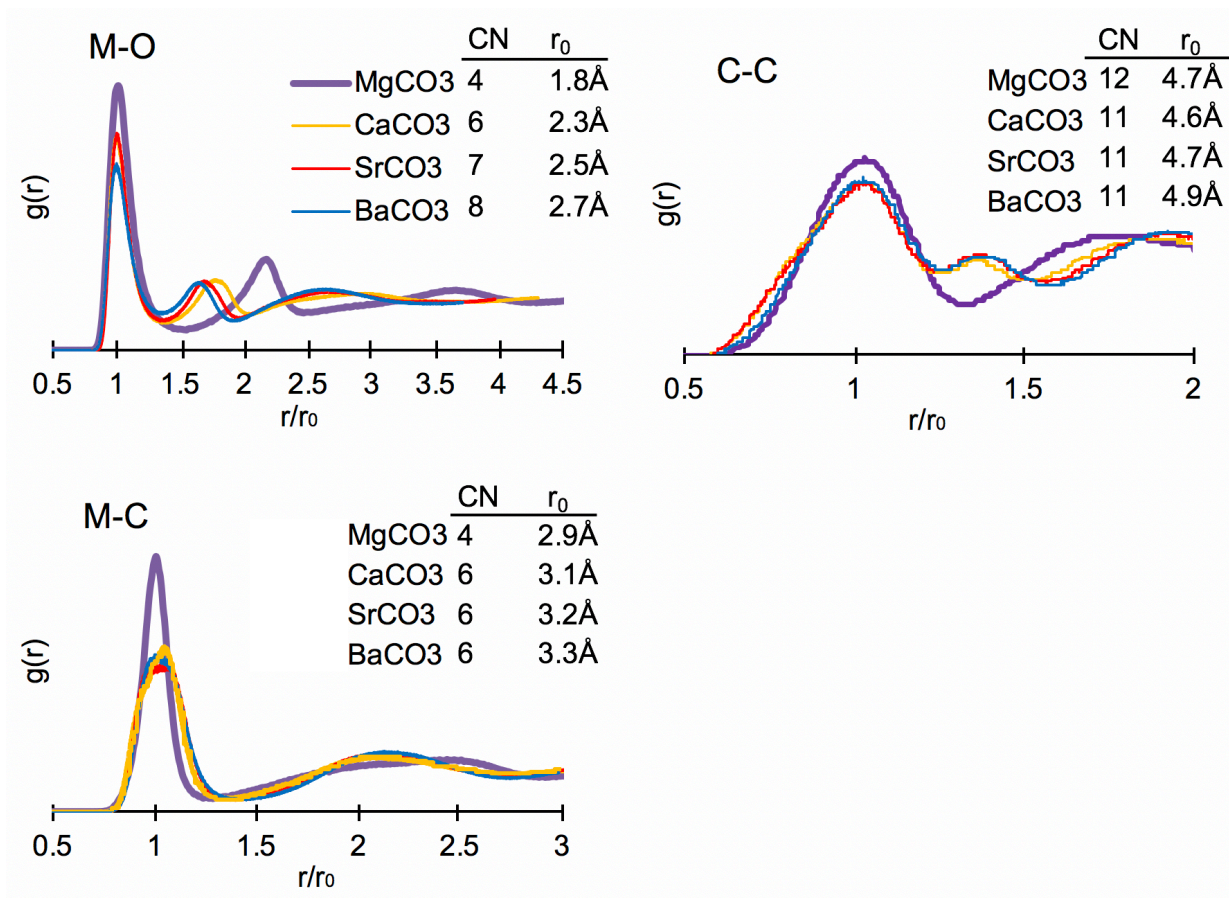 M-O
CN r₀
MgCO3 4 1.8Å
CaCO3 6 2.3Å
SrCO3 7 2.5Å
BaCO3 8 2.7Å
g(r)
0.5 1 1.5 2 2.5 3 3.5 4 4.5
r/r₀
C-C
CN r₀
MgCO3 12 4.7Å
CaCO3 11 4.6Å
SrCO3 11 4.7Å
BaCO3 11 4.9Å
g(r)
0.5 1 1.5 2
r/r₀
M-C
CN r₀
MgCO3 4 2.9Å
CaCO3 6 3.1Å
SrCO3 6 3.2Å
BaCO3 6 3.3Å
g(r)
0.5 1 1.5 2 2.5 3
r/r₀